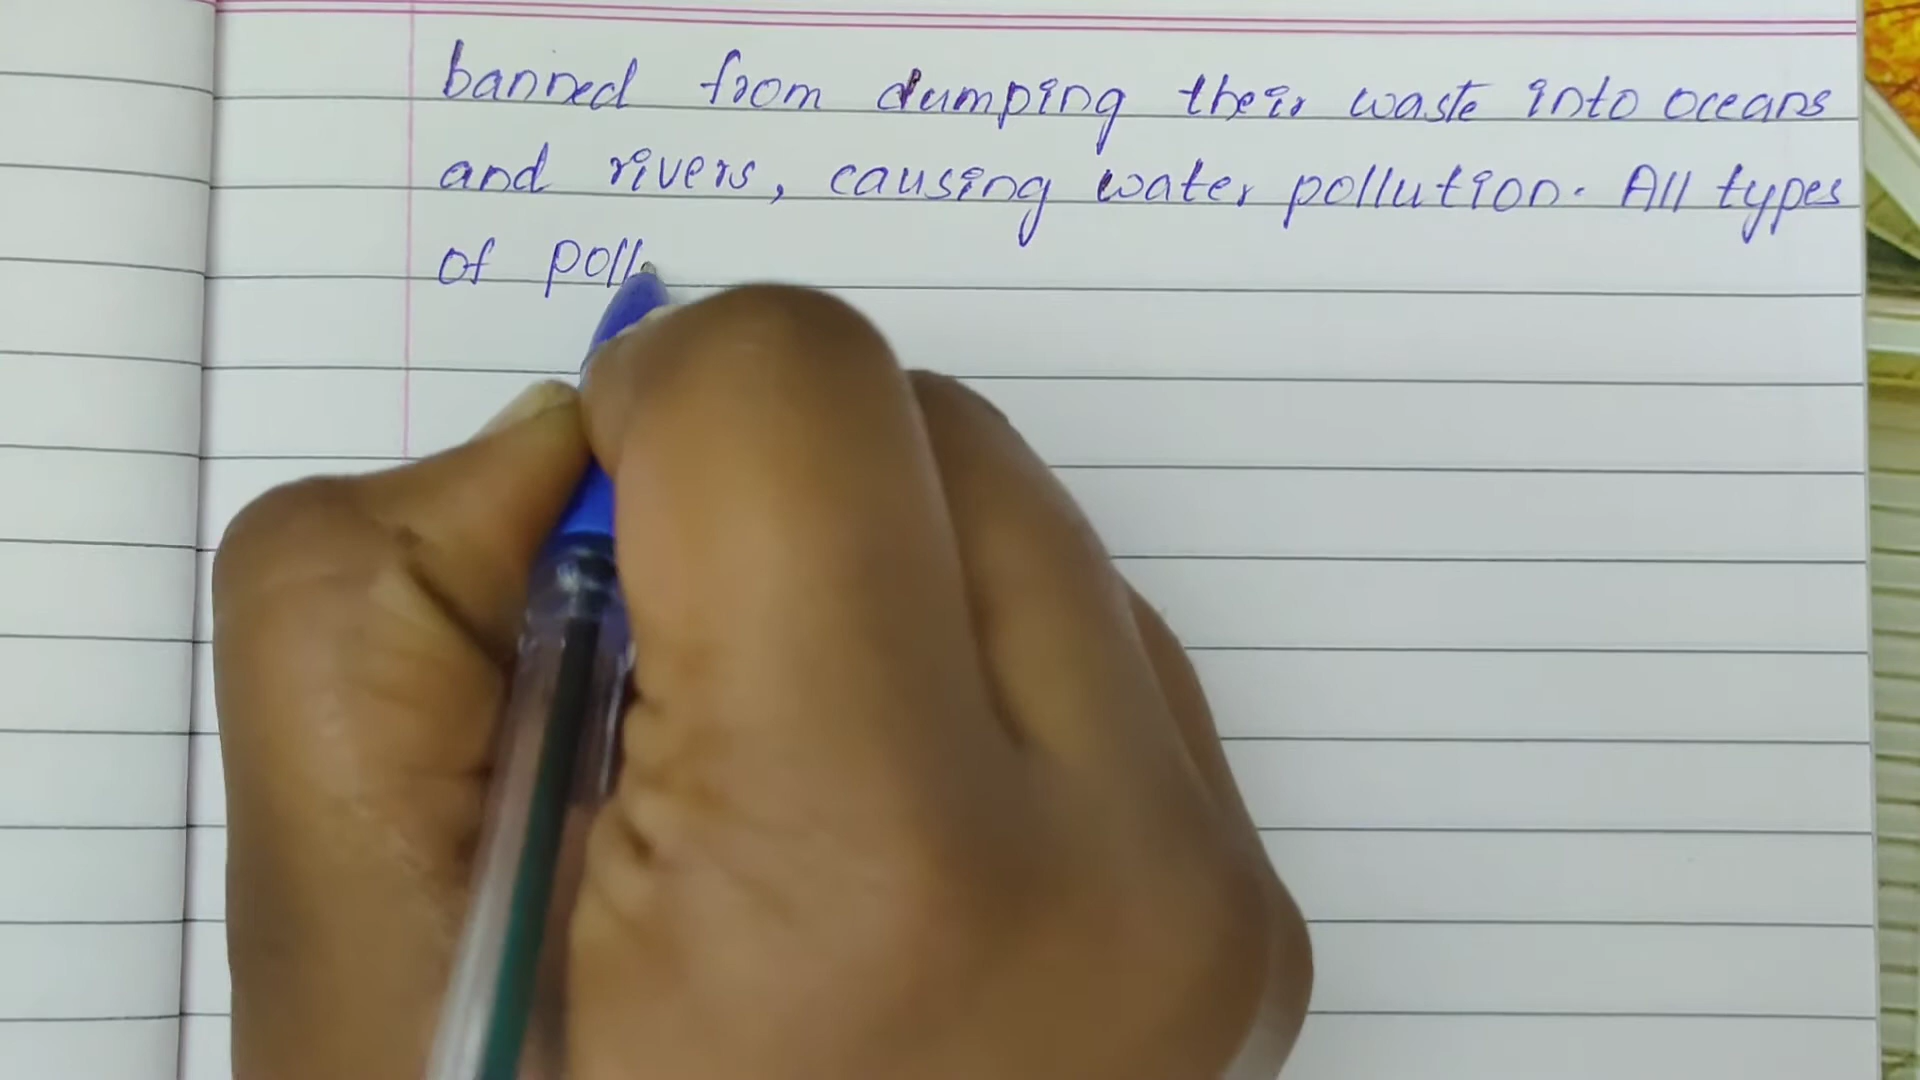 banned from dumping their waste into oceans
and rivers, causing water pollution. All types
of poll